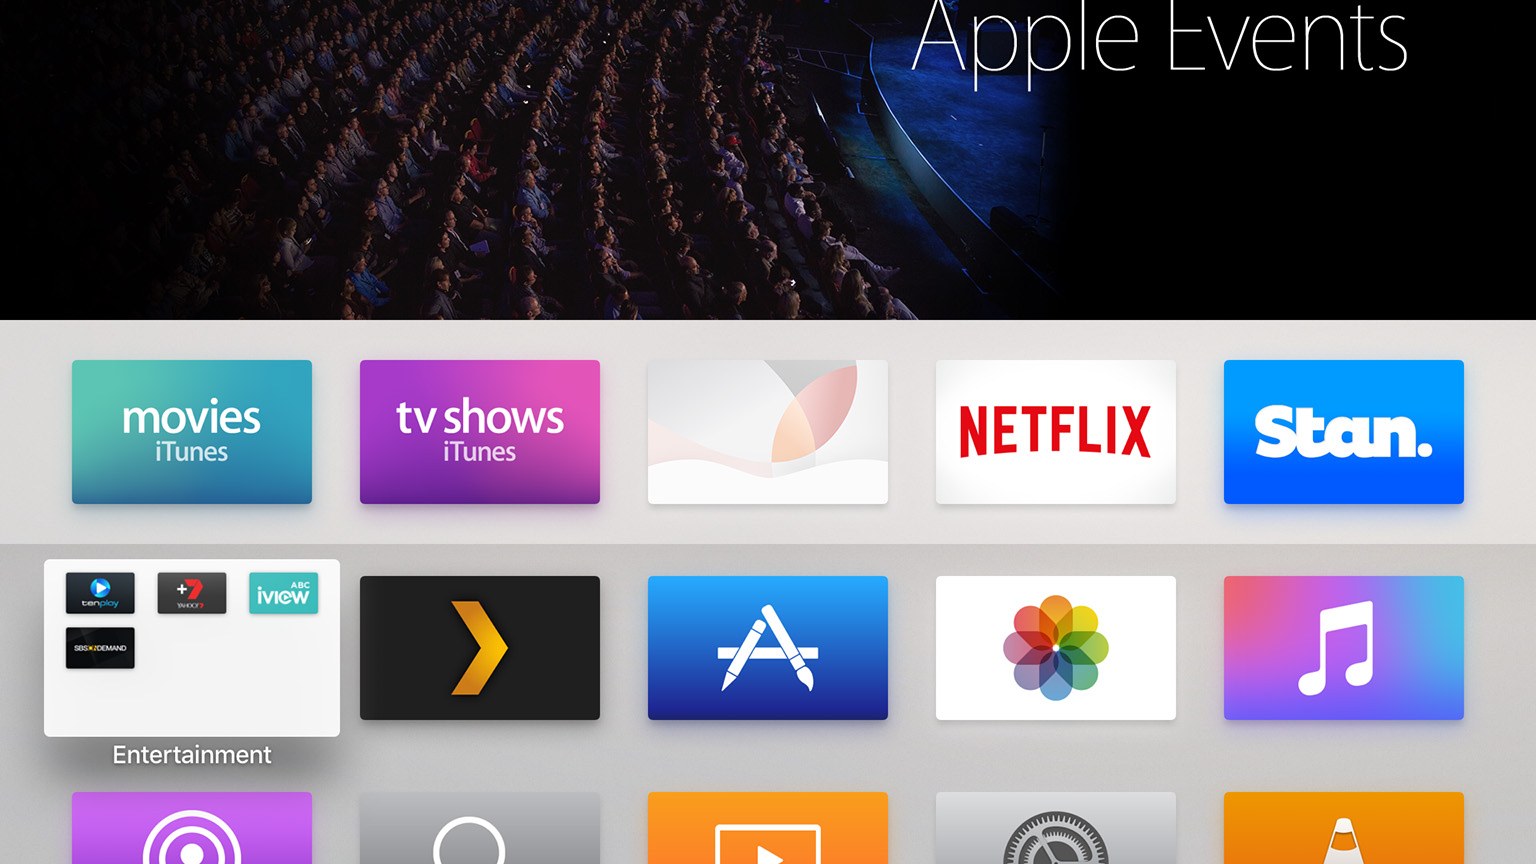 Apple Events
movies
iTunes
tv shows
iTunes
NETFLIX
Stan.
tenplay
+7
YAHOO!7
ABC
iview
SBS ON DEMAND
Entertainment